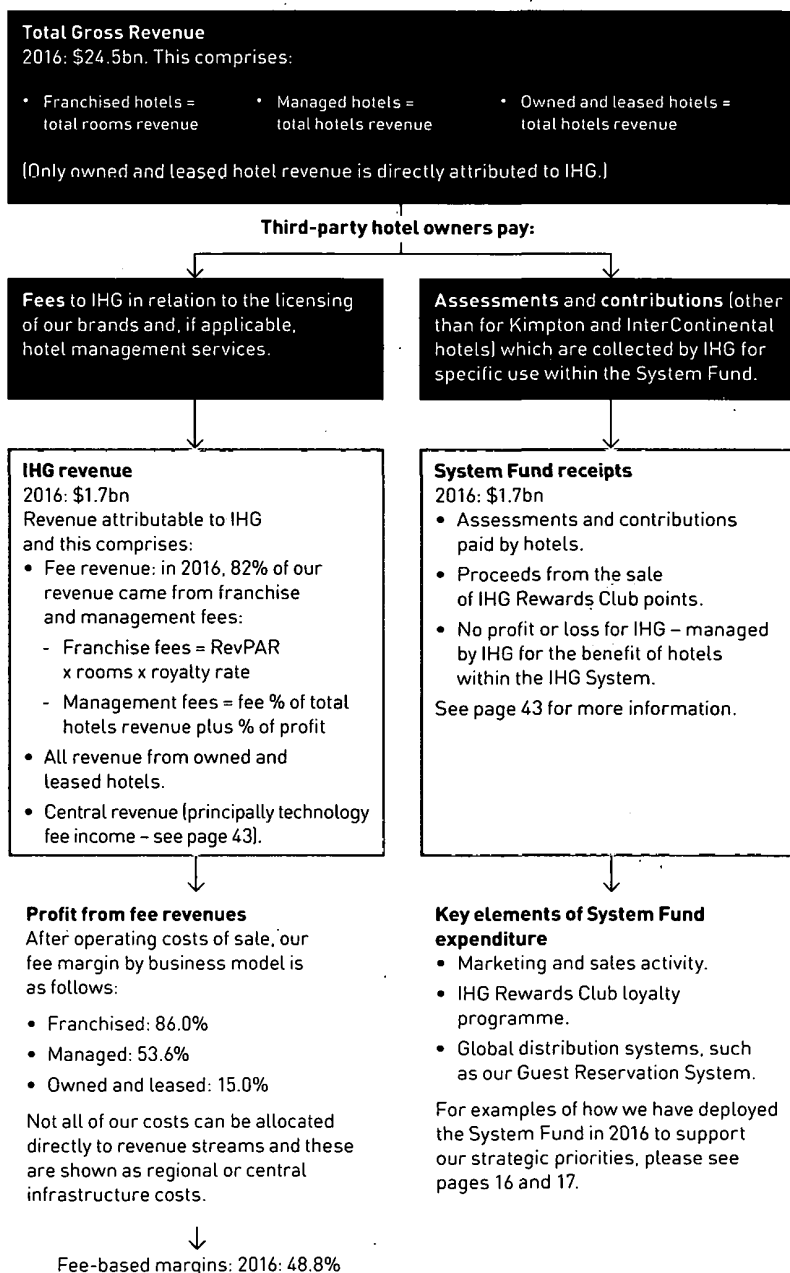 Total Gross Revenue
2016: $24.5bn. This comprises:
• Franchised hotels =
total rooms revenue
• Managed hotels =
total hotels revenue
• Owned and leased hotels =
total hotels revenue
(Only owned and leased hotel revenue is directly attributed to IHG.)
Third-party hotel owners pay:
Fees to IHG in relation to the licensing
of our brands and, if applicable,
hotel management services.
Assessments and contributions (other
than for Kimpton and InterContinental
hotels) which are collected by IHG for
specific use within the System Fund.
IHG revenue
2016: $1.7bn
Revenue attributable to IHG
and this comprises:
• Fee revenue: in 2016, 82% of our
revenue came from franchise
and management fees:
- Franchise fees = RevPAR
x rooms x royalty rate
- Management fees = fee % of total
hotels revenue plus % of profit
• All revenue from owned and
leased hotels.
• Central revenue (principally technology
fee income – see page 43).
System Fund receipts
2016: $1.7bn
• Assessments and contributions
paid by hotels.
• Proceeds from the sale
of IHG Rewards Club points.
• No profit or loss for IHG – managed
by IHG for the benefit of hotels
within the IHG System.
See page 43 for more information.
Profit from fee revenues
After operating costs of sale, our
fee margin by business model is
as follows:
• Franchised: 86.0%
• Managed: 53.6%
• Owned and leased: 15.0%
Not all of our costs can be allocated
directly to revenue streams and these
are shown as regional or central
infrastructure costs.
Fee-based margins: 2016: 48.8%
Key elements of System Fund
expenditure
• Marketing and sales activity.
• IHG Rewards Club loyalty
programme.
• Global distribution systems, such
as our Guest Reservation System.
For examples of how we have deployed
the System Fund in 2016 to support
our strategic priorities, please see
pages 16 and 17.